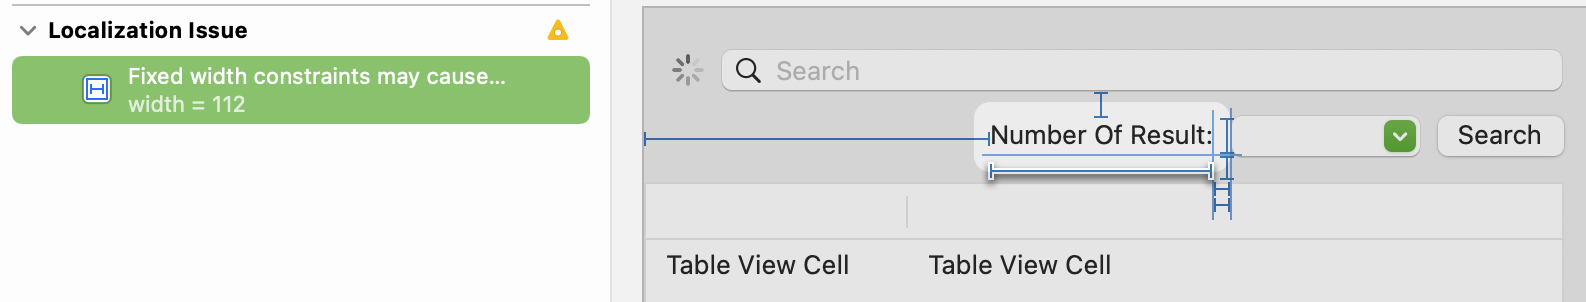 Localization Issue
Fixed width constraints may cause...
width = 112
Search
Number Of Result:
Search
Table View Cell
Table View Cell